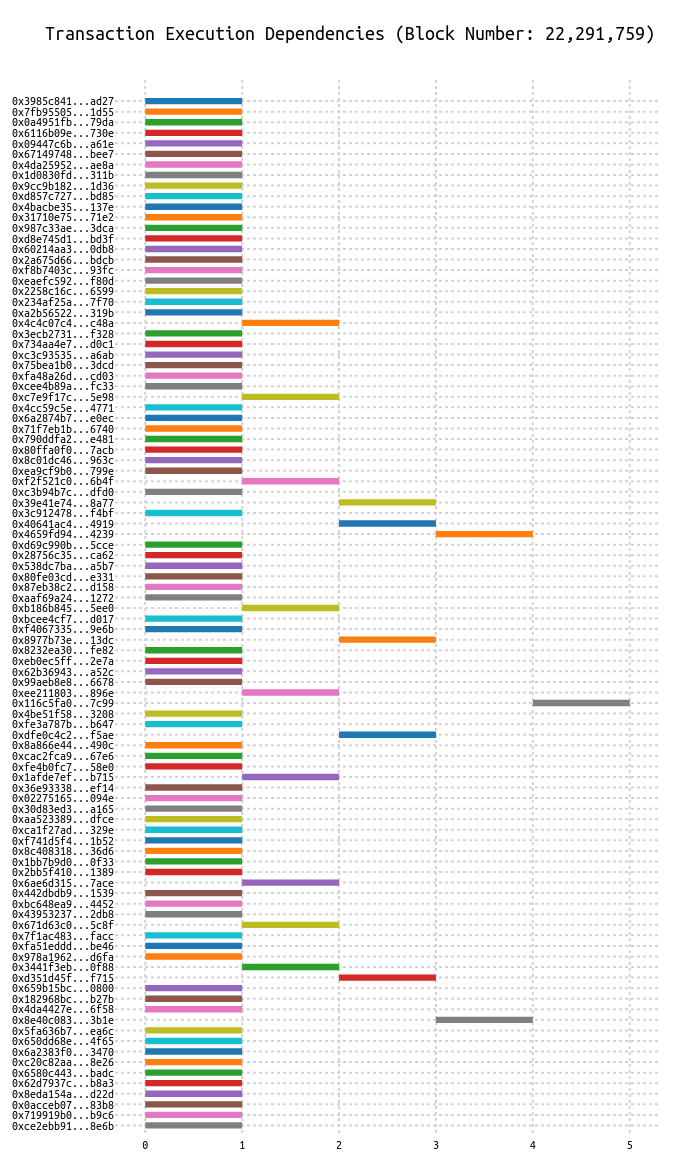 Transaction Execution Dependencies (Block Number: 22,291,759)
0x3985c841...ad27
0x7fb95505...1d55
0x0a4951fb...79da
0x6116b09e...730e
0x09447c6b...a61e
0x67149748...bee7
0x4da25952...ae8a
0x1d0830fd...311b
0x9cc9b182...1d36
0xd857c727...bd85
0x4bacbe35...137e
0x31710e75...71e2
0x987c33ae...3dca
0xd8e745d1...bd3f
0x60214aa3...0db8
0x2a675d66...bdcb
0xf8b7403c...93fc
0xeaefc592...f80d
0x2258c16c...6599
0x234af25a...7f70
0xa2b56522...319b
0x4c4c07c4...c48a
0x3ecb2731...f328
0x734aa4e7...d0c1
0xc3c93535...a6ab
0x75bea1b0...3dcd
0xfa48a26d...cd03
0xcee4b89a...fc33
0xc7e9f17c...5e98
0x4cc59c5e...4771
0x6a2874b7...e0ec
0x71f7eb1b...6740
0x790ddfa2...e481
0x80ffa0f0...7acb
0x8c01dc46...963c
0xea9cf9b0...799e
0xf2f521c0...6b4f
0xc3b94b7c...dfd0
0x39e41e74...8a77
0x3c912478...f4bf
0x40641ac4...4919
0x4659fd94...4239
0xd69c990b...5cce
0x28756c35...ca62
0x538dc7ba...a5b7
0x80fe03cd...e331
0x87eb38c2...d158
0xaaf69a24...1272
0xb186b845...5ee0
0xbcee4cf7...d017
0xf4067335...9e6b
0x8977b73e...13dc
0x8232ea30...fe82
0xeb0ec5ff...2e7a
0x62b36943...a52c
0x99aeb8e8...6678
0xee211803...896e
0x116c5fa0...7c99
0x4be51f58...3208
0xfe3a787b...b647
0xdfe0c4c2...f5ae
0x8a866e44...490c
0xcac2fca9...67e6
0xfe4b0fc7...58e0
0x1afde7ef...b715
0x36e93338...ef14
0x02275165...094e
0x30d83ed3...a165
0xaa523389...dfce
0xca1f27ad...329e
0xf741d5f4...1b52
0x8c408318...36d6
0x1bb7b9d0...0f33
0x2bb5f410...1389
0x6ae6d315...7ace
0x442dbdb9...1539
0xbc648ea9...4452
0x43953237...2db8
0x671d63c0...5c8f
0x7f1ac483...facc
0xfa51eddd...be46
0x978a1962...d6fa
0x3441f3eb...0f88
0xd351d45f...f715
0x659b15bc...0800
0x182968bc...b27b
0x4da4427e...6f58
0x8e40c083...3b1e
0x5fa636b7...ea6c
0x650dd68e...4f65
0x6a2383f0...3470
0xc20c82aa...8e26
0x6580c443...badc
0x62d7937c...b8a3
0x8eda154a...d22d
0x0acceb07...83b8
0x719919b0...b9c6
0xce2ebb91...8e6b
0 1 2 3 4 5